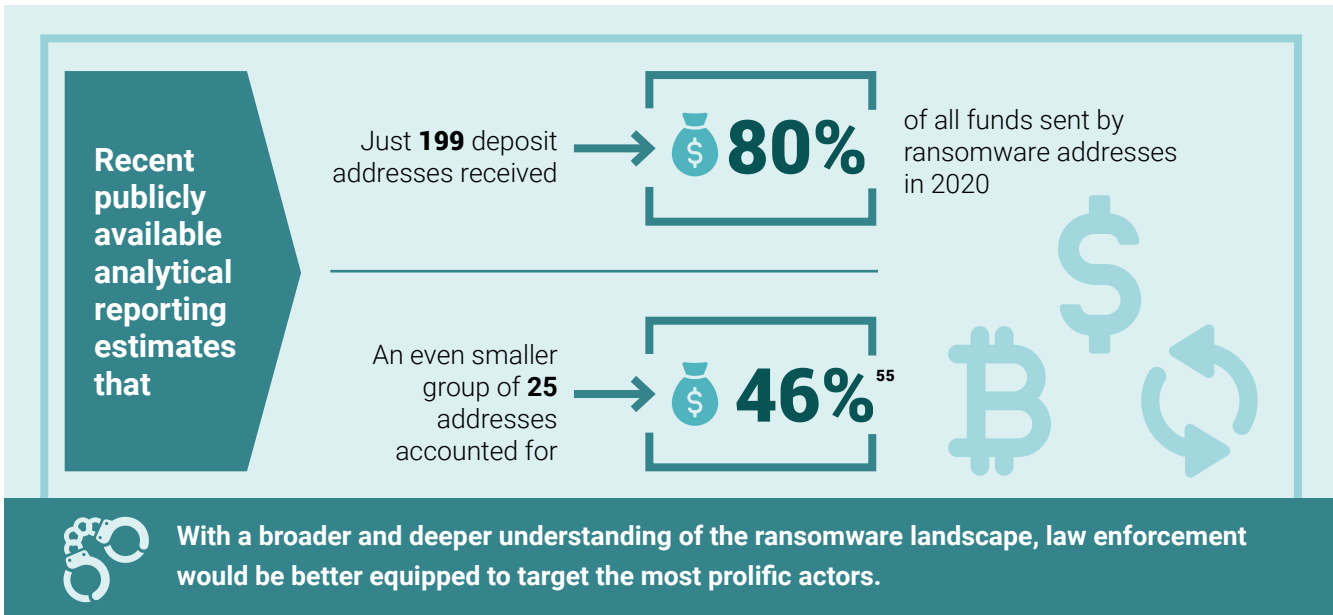 Recent
publicly
available
analytical
reporting
estimates
that
Just 199 deposit
addresses received
$ 80%
of all funds sent by
ransomware addresses
in 2020
An even smaller
group of 25
addresses
accounted for
$ 46%55
With a broader and deeper understanding of the ransomware landscape, law enforcement
would be better equipped to target the most prolific actors.